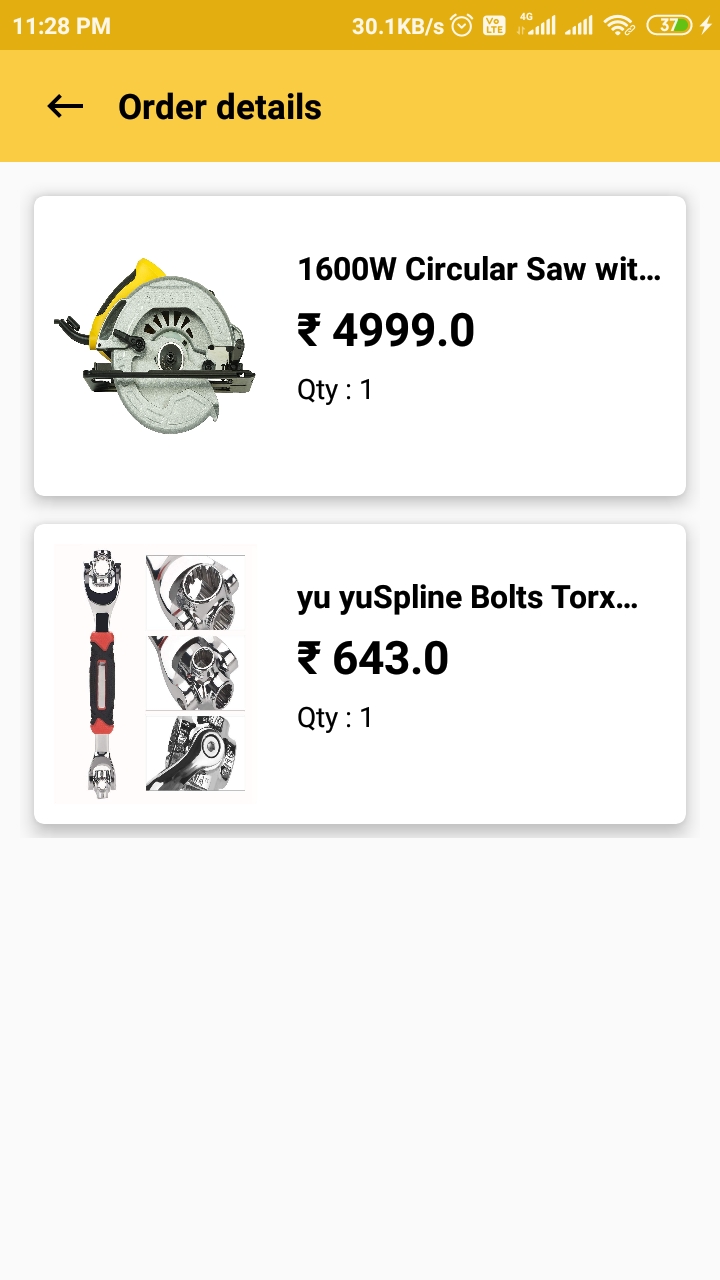 11:28 PM 30.1KB/s Vo LTE 4G 37
Order details
1600W Circular Saw wit...
₹ 4999.0
Qty : 1
yu yuSpline Bolts Torx...
₹ 643.0
Qty : 1